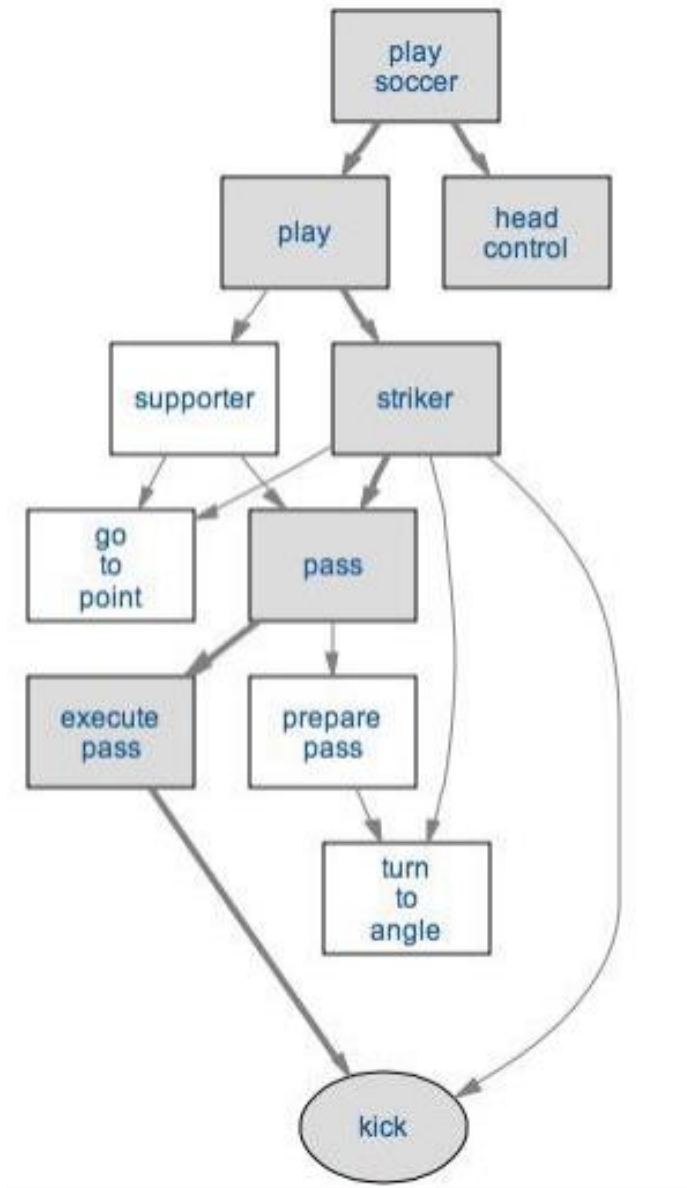 play
soccer
play
head
control
supporter
striker
go
to
point
pass
execute
pass
prepare
pass
turn
to
angle
kick